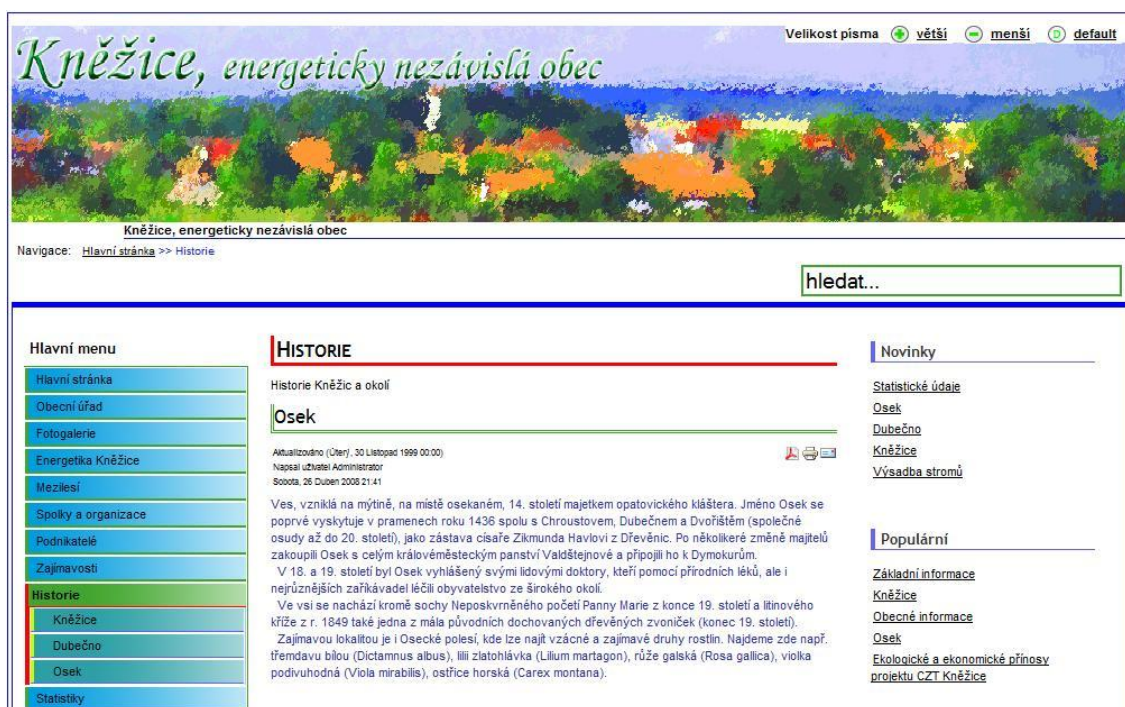 Kněžice, energeticky nezávislá obec
Velikost písma větší menší D default
Kněžice, energeticky nezávislá obec
Navigace: Hlavní stránka >> Historie
hledat...
Hlavní menu
Hlavní stránka
Obecní úřad
Fotogalerie
Energetika Kněžice
Mezilesí
Spolky a organizace
Podnikatelé
Zajímavosti
Historie
Kněžice
Dubečno
Osek
Statistiky
HISTORIE
Historie Kněžic a okolí
Osek
Aktualizováno (Úterý, 30 Listopad 1999 00:00)
Napsal uživatel Administrator
Sobota, 26 Duben 2008 21:41
Ves, vzniklá na mýtině, na místě osekaném, 14. století majetkem opatovického kláštera. Jméno Osek se
poprvé vyskytuje v pramenech roku 1436 spolu s Chroustovem, Dubečnem a Dvořištěm (společné
osudy až do 20. století), jako zástava císaře Zikmunda Havlovi z Dřevěnic. Po několikeré změně majitelů
zakoupili Osek s celým královéměsteckým panství Valdštejnové a připojili ho k Dymokurům.
V 18. a 19. století byl Osek vyhlášený svými lidovými doktory, kteří pomocí přírodních léků, ale i
nejrůznějších zaříkávadel léčili obyvatelstvo ze širokého okolí.
Ve vsi se nachází kromě sochy Neposkvrněného početí Panny Marie z konce 19. století a litinového
kříže z r. 1849 také jedna z mála původních dochovaných dřevěných zvoniček (konec 19. století).
Zajímavou lokalitou je i Osecké polesí, kde lze najít vzácné a zajímavé druhy rostlin. Najdeme zde např.
třemdavu bílou (Dictamnus albus), lilii zlatohlávka (Lilium martagon), růže galská (Rosa gallica), violka
podivuhodná (Viola mirabilis), ostřice horská (Carex montana).
Novinky
Statistické údaje
Osek
Dubečno
Kněžice
Výsadba stromů
Populární
Základní informace
Kněžice
Obecné informace
Osek
Ekologické a ekonomické přínosy
projektu CZT Kněžice